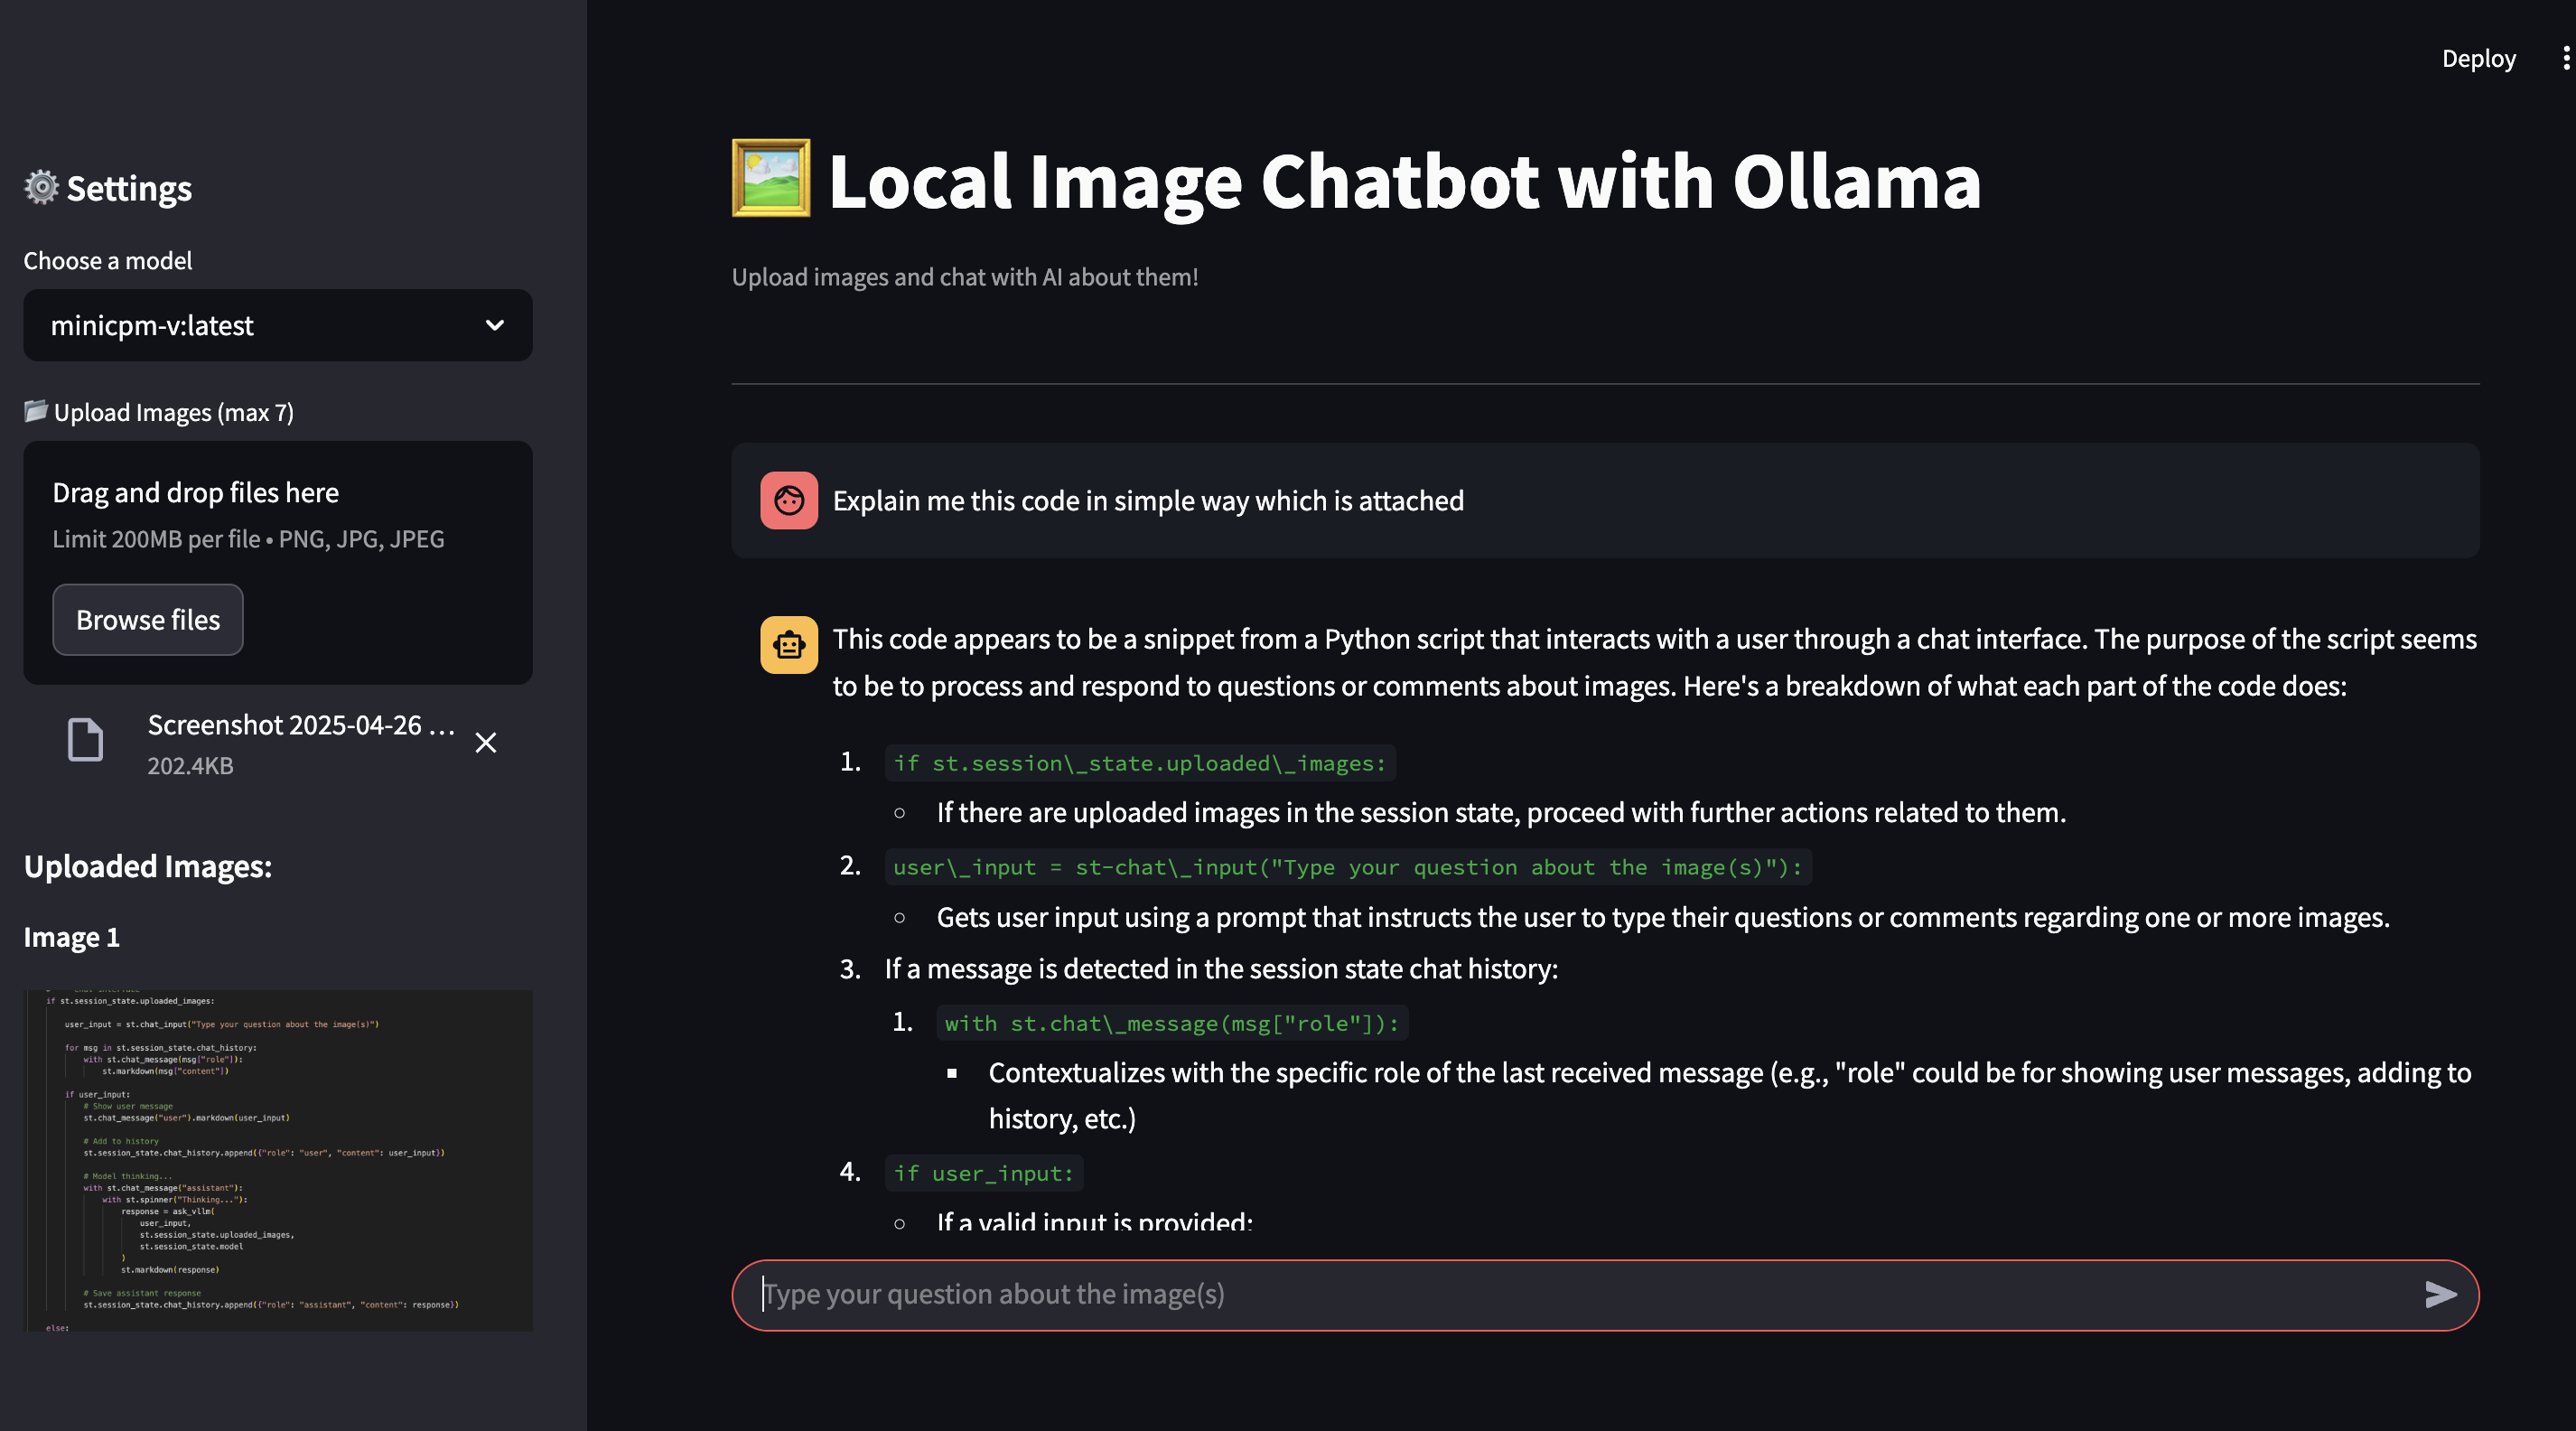 Deploy
Settings
Choose a model
minicpm-v:latest
Upload Images (max 7)
Drag and drop files here
Limit 200MB per file • PNG, JPG, JPEG
Browse files
Screenshot 2025-04-26 ...
202.4KB
Uploaded Images:
Image 1
if st.session_state.uploaded_images:
user_input = st.chat_input("Type your question about the image(s)")
for msg in st.session_state.chat_history:
with st.chat_message(msg["role"]):
st.markdown(msg["content"])
if user_input:
# Show user message
st.chat_message("user").markdown(user_input)
# Add to history
st.session_state.chat_history.append({"role": "user", "content": user_input})
# Model thinking...
with st.chat_message("assistant"):
with st.spinner("Thinking..."):
response = ask_vllm(
user_input,
st.session_state.uploaded_images,
st.session_state.model
)
st.markdown(response)
# Save assistant response
st.session_state.chat_history.append({"role": "assistant", "content": response})
else:
Local Image Chatbot with Ollama
Upload images and chat with AI about them!
Explain me this code in simple way which is attached
This code appears to be a snippet from a Python script that interacts with a user through a chat interface. The purpose of the script seems
to be to process and respond to questions or comments about images. Here's a breakdown of what each part of the code does:
1. if st.session\_state.uploaded\_images:
○ If there are uploaded images in the session state, proceed with further actions related to them.
2. user\_input = st-chat\_input("Type your question about the image(s)"):
○ Gets user input using a prompt that instructs the user to type their questions or comments regarding one or more images.
3. If a message is detected in the session state chat history:
1. with st.chat\_message(msg["role"]):
▪ Contextualizes with the specific role of the last received message (e.g., "role" could be for showing user messages, adding to
history, etc.)
4. if user_input:
○ If a valid input is provided:
Type your question about the image(s)